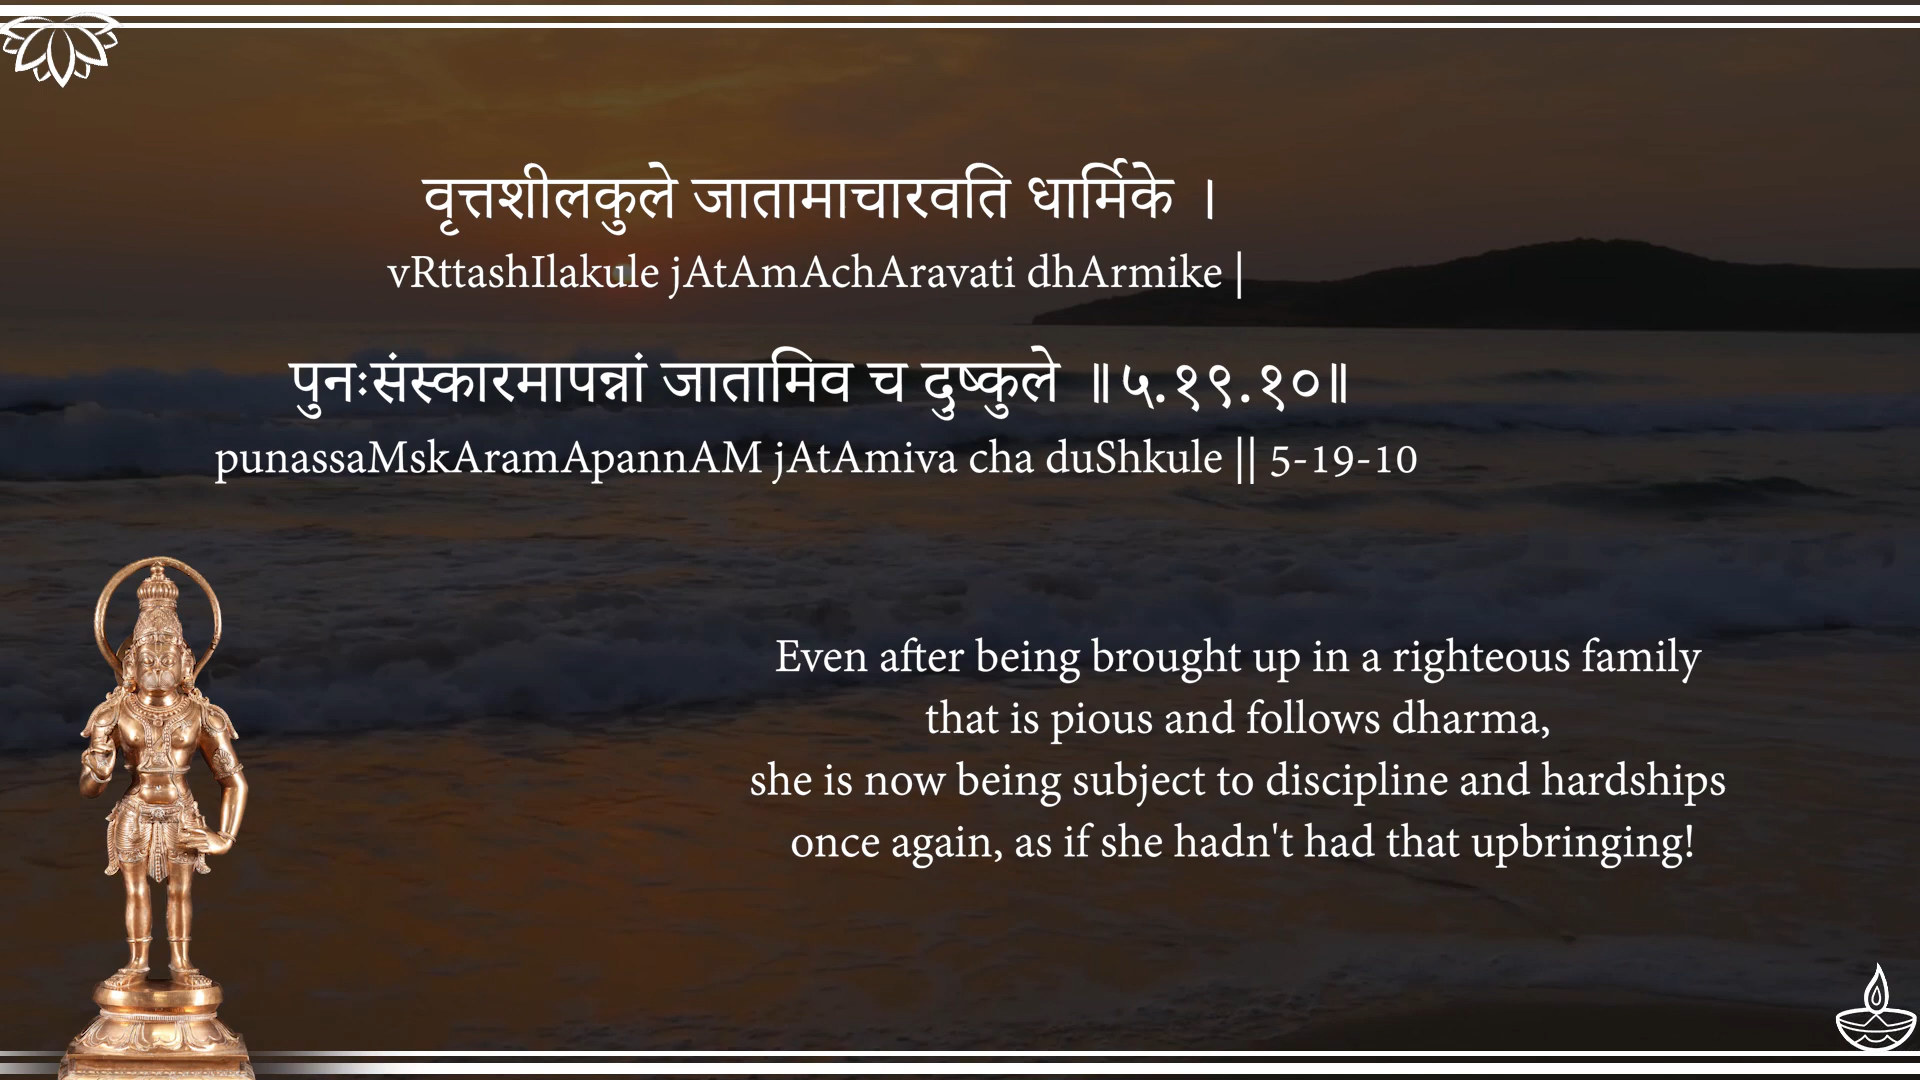 वृत्तशीलकुले जातामाचारवति धार्मिके ।
vRttashIlakule jAtAmAchAravati dhArmike |
पुनःसंस्कारमापन्नां जातामिव च दुष्कुले ॥५.१९.१०॥
punassaMskAramApannAM jAtAmiva cha duShkule || 5-19-10
Even after being brought up in a righteous family
that is pious and follows dharma,
she is now being subject to discipline and hardships
once again, as if she hadn't had that upbringing!